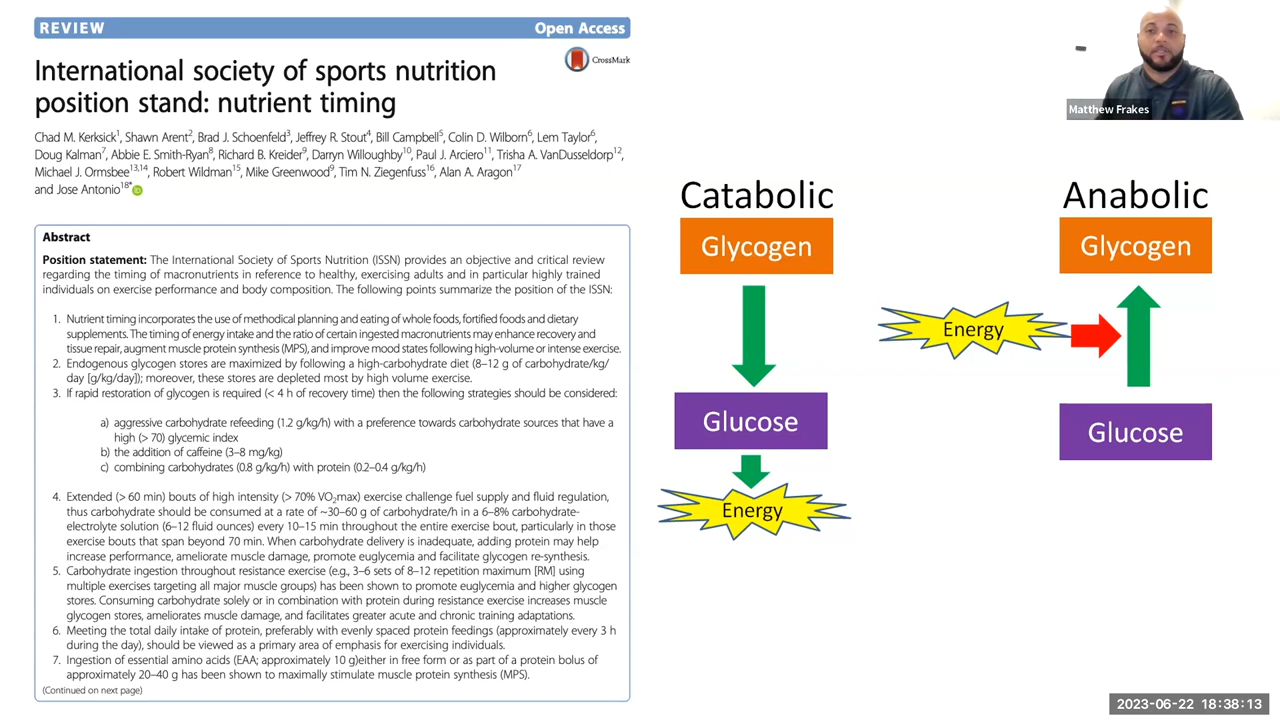 REVIEW
Open Access
International society of sports nutrition
position stand: nutrient timing
CrossMark
Chad M. Kerksick1, Shawn Arent2, Brad J. Schoenfeld3, Jeffrey R. Stout4, Bill Campbell5, Colin D. Wilborn6, Lem Taylor6,
Doug Kalman7, Abbie E. Smith-Ryan8, Richard B. Kreider9, Darryn Willoughby10, Paul J. Arciero11, Trisha A. VanDusseldorp12,
Michael J. Ormsbee13,14, Robert Wildman15, Mike Greenwood9, Tim N. Ziegenfuss16, Alan A. Aragon17
and Jose Antonio18*
Abstract
Position statement: The International Society of Sports Nutrition (ISSN) provides an objective and critical review
regarding the timing of macronutrients in reference to healthy, exercising adults and in particular highly trained
individuals on exercise performance and body composition. The following points summarize the position of the ISSN:
1. Nutrient timing incorporates the use of methodical planning and eating of whole foods, fortified foods and dietary
supplements. The timing of energy intake and the ratio of certain ingested macronutrients may enhance recovery and
tissue repair, augment muscle protein synthesis (MPS), and improve mood states following high-volume or intense exercise.
2. Endogenous glycogen stores are maximized by following a high-carbohydrate diet (8–12 g of carbohydrate/kg/
day [g/kg/day]); moreover, these stores are depleted most by high volume exercise.
3. If rapid restoration of glycogen is required (< 4 h of recovery time) then the following strategies should be considered:
a) aggressive carbohydrate refeeding (1.2 g/kg/h) with a preference towards carbohydrate sources that have a
high (> 70) glycemic index
b) the addition of caffeine (3–8 mg/kg)
c) combining carbohydrates (0.8 g/kg/h) with protein (0.2–0.4 g/kg/h)
4. Extended (> 60 min) bouts of high intensity (> 70% VO2max) exercise challenge fuel supply and fluid regulation,
thus carbohydrate should be consumed at a rate of ~30–60 g of carbohydrate/h in a 6–8% carbohydrate-
electrolyte solution (6–12 fluid ounces) every 10–15 min throughout the entire exercise bout, particularly in those
exercise bouts that span beyond 70 min. When carbohydrate delivery is inadequate, adding protein may help
increase performance, ameliorate muscle damage, promote euglycemia and facilitate glycogen re-synthesis.
5. Carbohydrate ingestion throughout resistance exercise (e.g., 3–6 sets of 8–12 repetition maximum [RM] using
multiple exercises targeting all major muscle groups) has been shown to promote euglycemia and higher glycogen
stores. Consuming carbohydrate solely or in combination with protein during resistance exercise increases muscle
glycogen stores, ameliorates muscle damage, and facilitates greater acute and chronic training adaptations.
6. Meeting the total daily intake of protein, preferably with evenly spaced protein feedings (approximately every 3 h
during the day), should be viewed as a primary area of emphasis for exercising individuals.
7. Ingestion of essential amino acids (EAA; approximately 10 g)either in free form or as part of a protein bolus of
approximately 20–40 g has been shown to maximally stimulate muscle protein synthesis (MPS).
(Continued on next page)
Catabolic
Glycogen
Glucose
Energy
Anabolic
Glycogen
Energy
Glucose
Matthew Frakes
2023-06-22 18:38:13